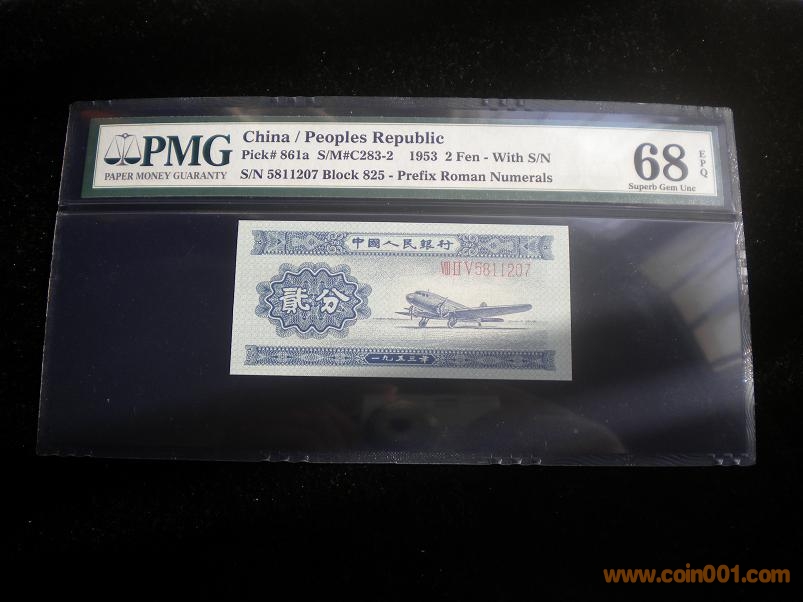 PMG
PAPER MONEY GUARANTY
China / Peoples Republic
Pick# 861a S/M#C283-2 1953 2 Fen - With S/N
S/N 5811207 Block 825 - Prefix Roman Numerals
68 EPQ
Superb Gem Unc
中國人民銀行
VIII II V 5811207
貳分
一九五三年
www.coin001.com